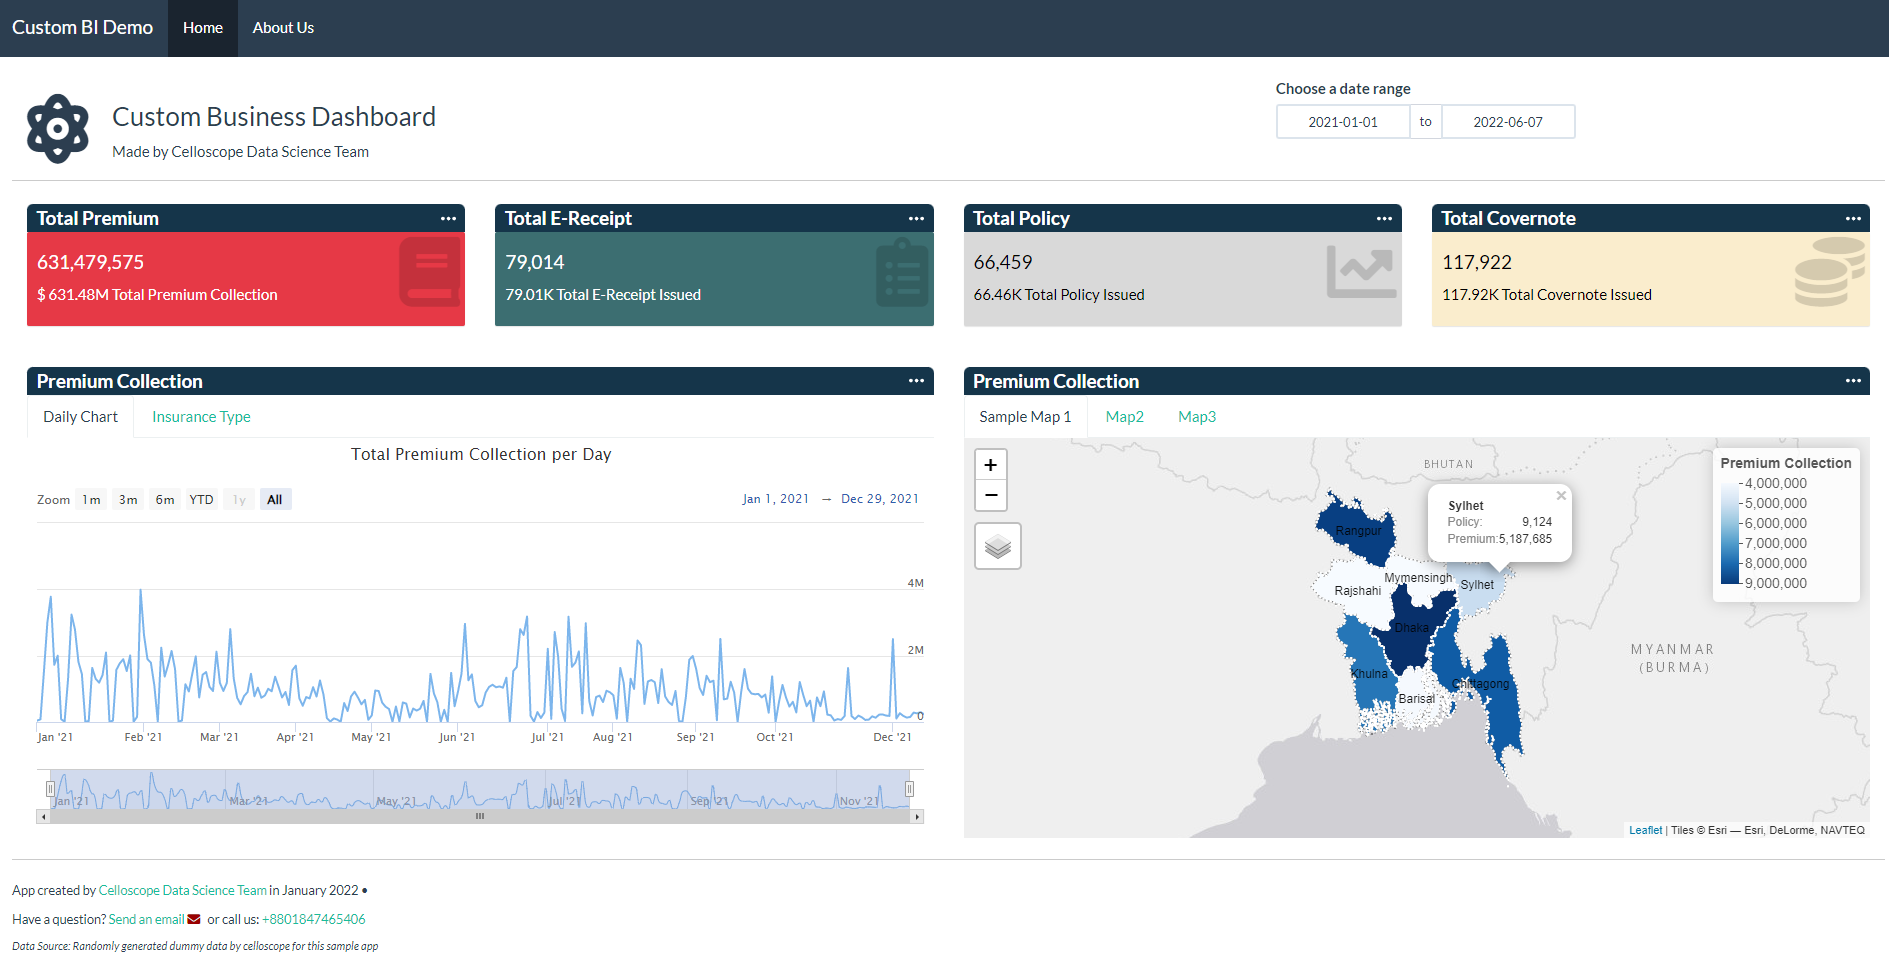 Custom BI Demo Home About Us
Custom Business Dashboard
Made by Celloscope Data Science Team
Choose a date range
2021-01-01 to 2022-06-07
Total Premium
631,479,575
$ 631.48M Total Premium Collection
Total E-Receipt
79,014
79.01K Total E-Receipt Issued
Total Policy
66,459
66.46K Total Policy Issued
Total Covernote
117,922
117.92K Total Covernote Issued
Premium Collection
Daily Chart Insurance Type
Total Premium Collection per Day
Zoom 1m 3m 6m YTD 1y All
Jan 1, 2021 → Dec 29, 2021
4M
2M
0
Jan '21 Feb '21 Mar '21 Apr '21 May '21 Jun '21 Jul '21 Aug '21 Sep '21 Oct '21 Dec '21
Jan '21 Mar '21 May '21 Jul '21 Sep '21 Nov '21
Premium Collection
Sample Map 1 Map2 Map3
+
−
BHUTAN
Sylhet
Policy: 9,124
Premium: 5,187,685
×
Rangpur
Mymensingh
Rajshahi
Sylhet
Dhaka
Khulna
Chittagong
Barisal
MYANMAR
(BURMA)
Premium Collection
4,000,000
5,000,000
6,000,000
7,000,000
8,000,000
9,000,000
Leaflet | Tiles © Esri — Esri, DeLorme, NAVTEQ
App created by Celloscope Data Science Team in January 2022 •
Have a question? Send an email or call us: +8801847465406
Data Source: Randomly generated dummy data by celloscope for this sample app